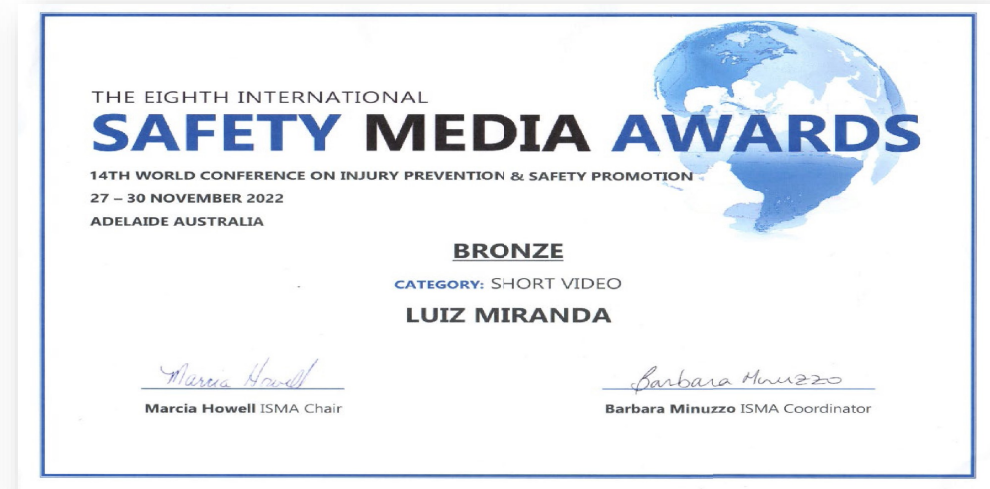 THE EIGHTH INTERNATIONAL
SAFETY MEDIA AWARDS
14TH WORLD CONFERENCE ON INJURY PREVENTION & SAFETY PROMOTION
27 – 30 NOVEMBER 2022
ADELAIDE AUSTRALIA
BRONZE
CATEGORY: SHORT VIDEO
LUIZ MIRANDA
Marcia Howell
Barbara Minuzzo
Marcia Howell ISMA Chair
Barbara Minuzzo ISMA Coordinator